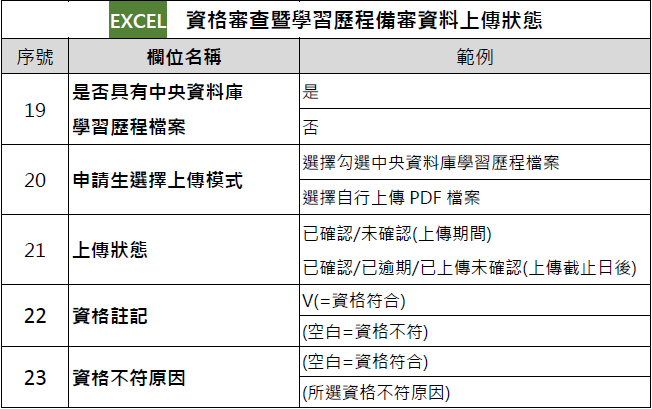 EXCEL 資格審查暨學習歷程備審資料上傳狀態
序號 欄位名稱 範例
19 是否具有中央資料庫學習歷程檔案 是
否
20 申請生選擇上傳模式 選擇勾選中央資料庫學習歷程檔案
選擇自行上傳 PDF 檔案
21 上傳狀態 已確認/未確認(上傳期間)
已確認/已逾期/已上傳未確認(上傳截止日後)
22 資格註記 V(=資格符合)
(空白=資格不符)
23 資格不符原因 (空白=資格符合)
(所選資格不符原因)